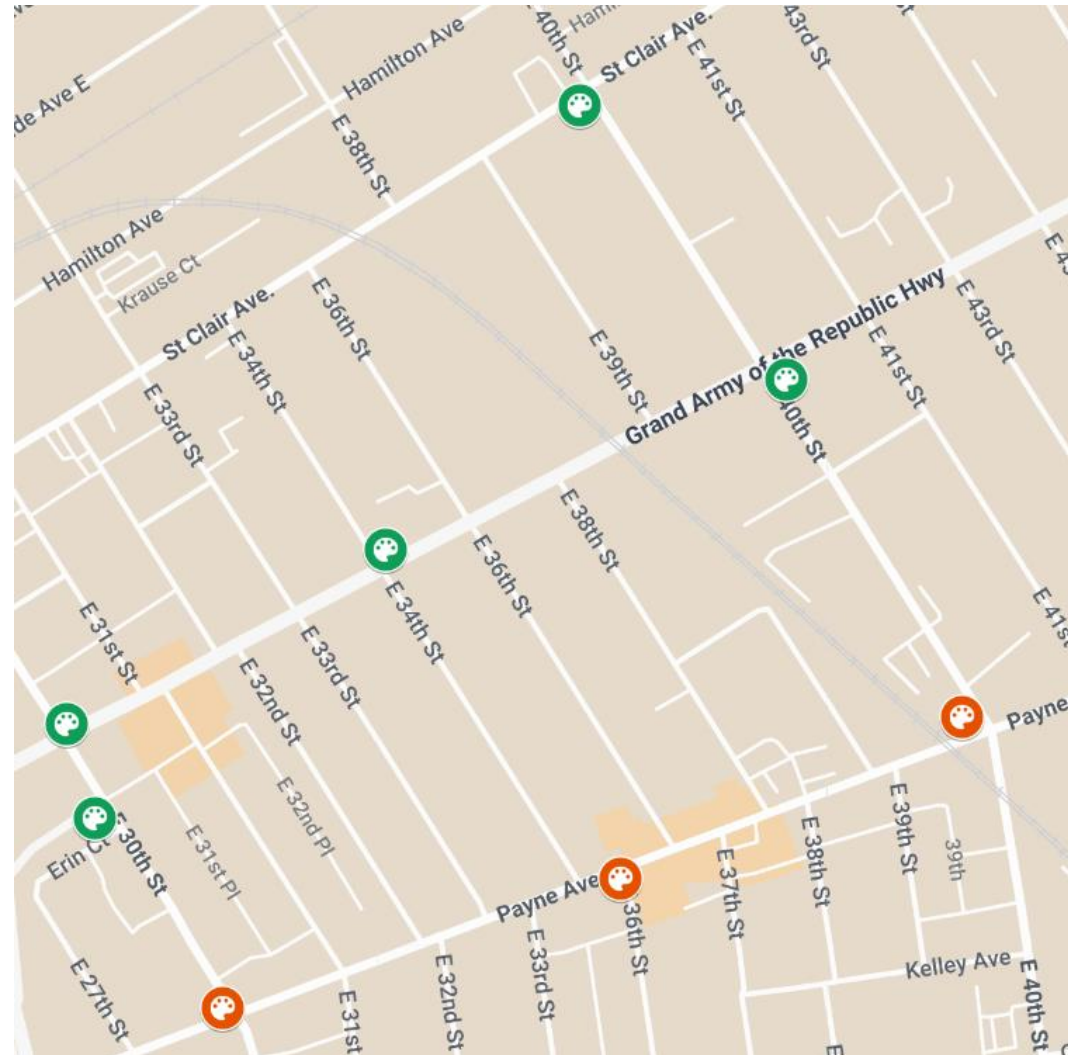 40th St
Hami
St Clair Ave.
43rd St
St
E 41st St
de Ave E
Hamilton Ave
E 38th St
Hamilton Ave
Krause Ct
E 43
E 36th St
St Clair Ave.
E 34th St
E 39th St
Grand Army of the Republic Hwy
E 43rd St
E 41st St
E 33rd St
40th St
E 38th St
E 36th St
E 31st St
E 34th St
E 33rd St
E 32nd St
E 41st
Payne
E 32nd Pl
E 30th St
Erin Ct
E 31st Pl
Payne Ave
E 39th St
39th
E 38th St
E 37th St
36th St
E 33rd St
E 32nd St
E 31st
E 27th St
Kelley Ave
E 40th St
E